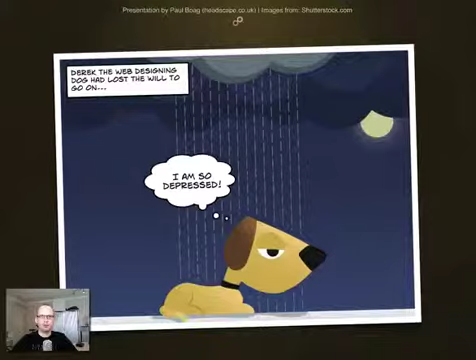 Presentation by Paul Boag (headscape.co.uk) | Images from: Shutterstock.com
DEREK THE WEB DESIGNING
DOG HAD LOST THE WILL TO
GO ON...
I AM SO
DEPRESSED!